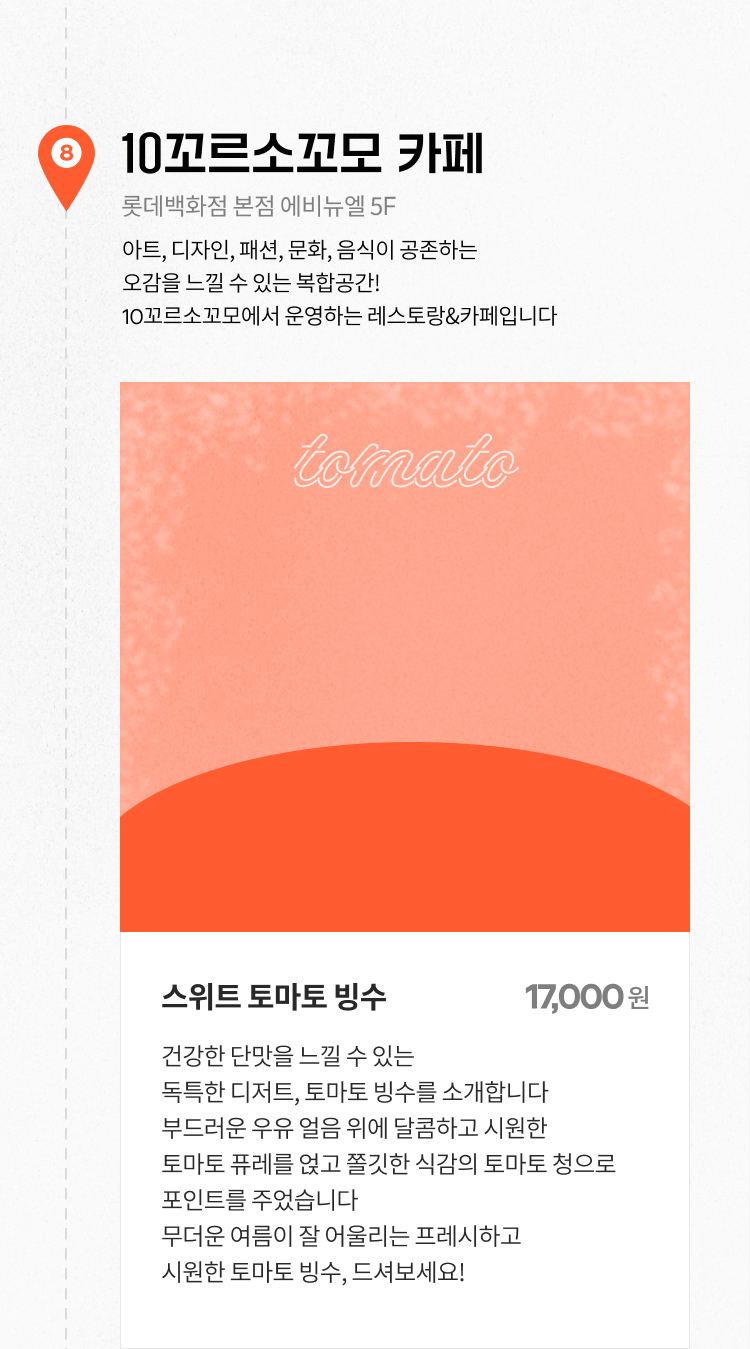 8
10꼬르소꼬모 카페
롯데백화점 본점 에비뉴엘 5F
아트, 디자인, 패션, 문화, 음식이 공존하는
오감을 느낄 수 있는 복합공간!
10꼬르소꼬모에서 운영하는 레스토랑&카페입니다
tomato
스위트 토마토 빙수 17,000원
건강한 단맛을 느낄 수 있는
독특한 디저트, 토마토 빙수를 소개합니다
부드러운 우유 얼음 위에 달콤하고 시원한
토마토 퓨레를 얹고 쫄깃한 식감의 토마토 청으로
포인트를 주었습니다
무더운 여름이 잘 어울리는 프레시하고
시원한 토마토 빙수, 드셔보세요!